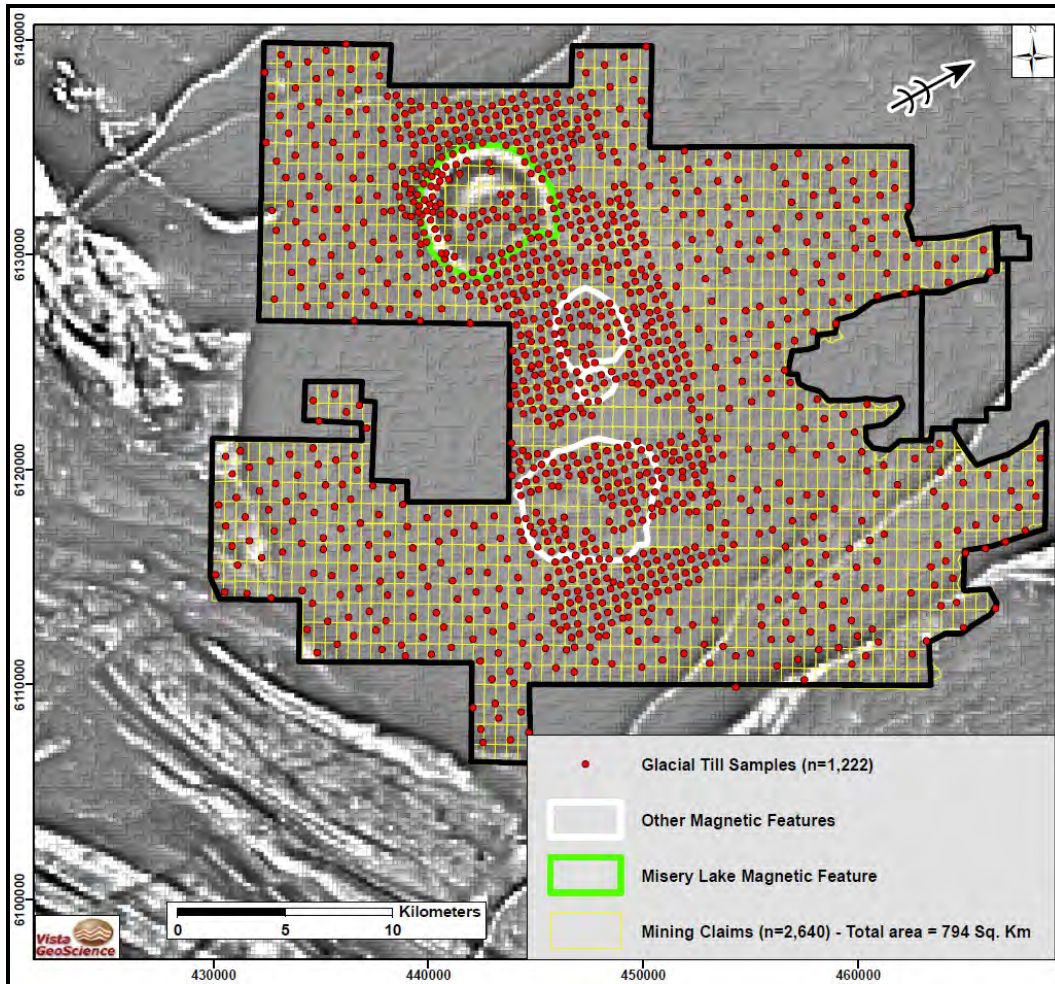 6140000
N
6130000
6120000
6110000
6100000
Glacial Till Samples (n=1,222)
Other Magnetic Features
Misery Lake Magnetic Feature
Mining Claims (n=2,640) - Total area = 794 Sq. Km
Kilometers
0 5 10
Vista
GeoScience
430000 440000 450000 460000